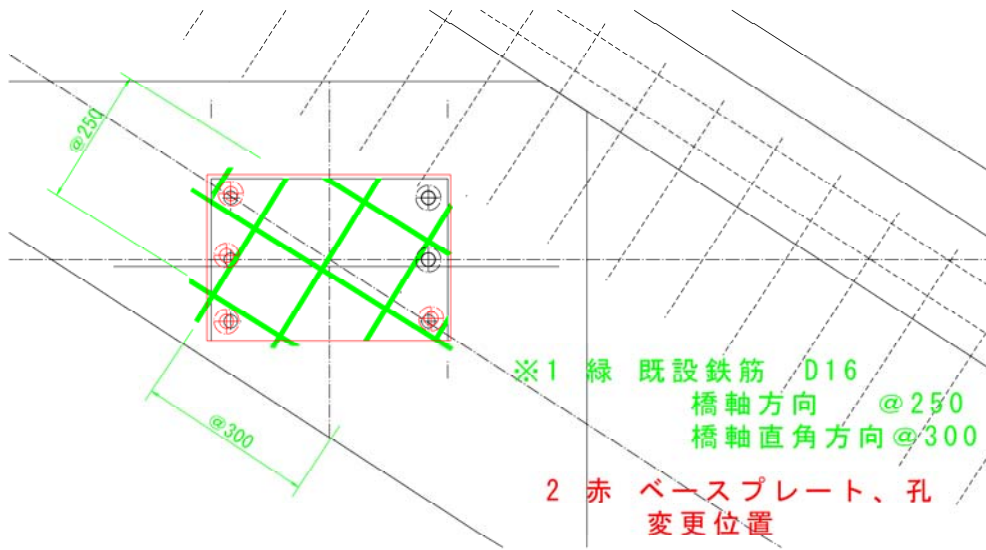 @250
@300
※1 緑 既設鉄筋 D16
橋軸方向 @250
橋軸直角方向@300
2 赤 ベースプレート、孔
変更位置